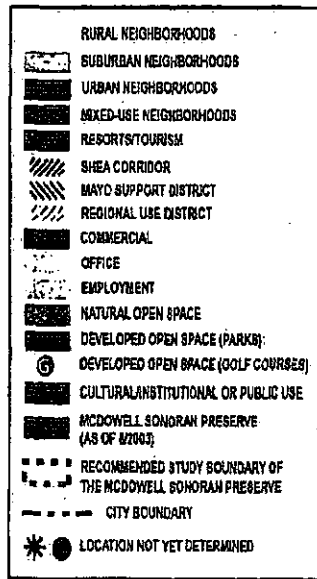 RURAL NEIGHBORHOODS
SUBURBAN NEIGHBORHOODS
URBAN NEIGHBORHOODS
MIXED-USE NEIGHBORHOODS
RESORTS/TOURISM
SHEA CORRIDOR
MAYO SUPPORT DISTRICT
REGIONAL USE DISTRICT
COMMERCIAL
OFFICE
EMPLOYMENT
NATURAL OPEN SPACE
DEVELOPED OPEN SPACE (PARKS)
G DEVELOPED OPEN SPACE (GOLF COURSES)
CULTURAL/INSTITUTIONAL OR PUBLIC USE
MCDOWELL SONORAN PRESERVE
(AS OF 8/2003)
RECOMMENDED STUDY BOUNDARY OF
THE MCDOWELL SONORAN PRESERVE
CITY BOUNDARY
LOCATION NOT YET DETERMINED